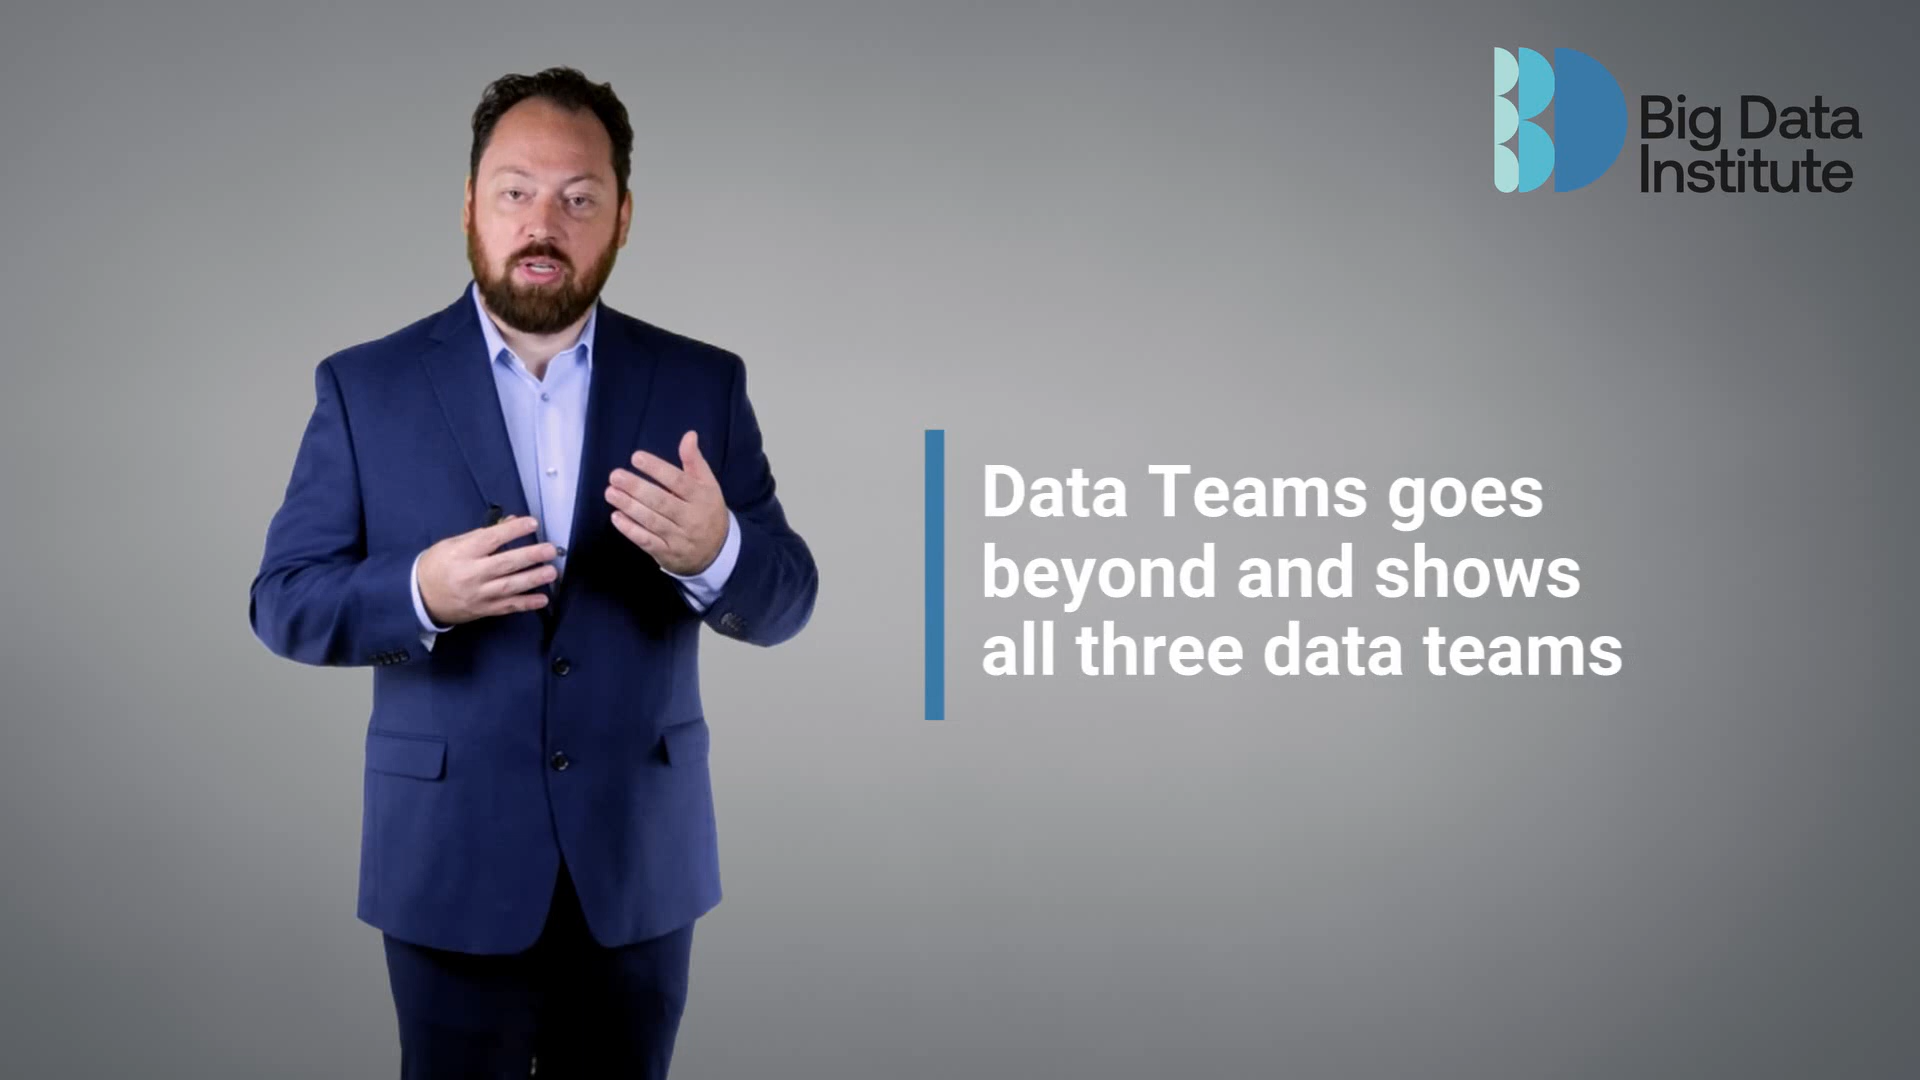 Big Data
Institute
Data Teams goes
beyond and shows
all three data teams